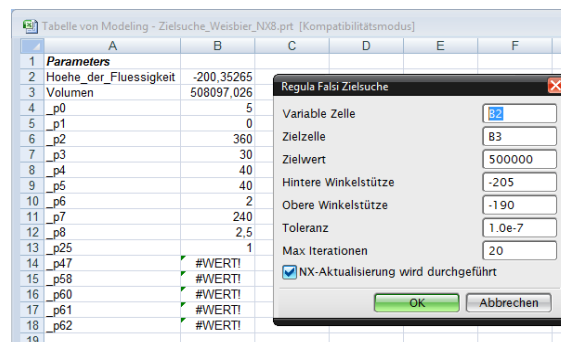 Tabelle von Modeling - Zielsuche_Weisbier_NX8.prt [Kompatibilitätsmodus]
A B C D E F
1 Parameters
2 Hoehe_der_Fluessigkeit -200,35265
3 Volumen 508097,026
4 _p0 5
5 _p1 0
6 _p2 360
7 _p3 30
8 _p4 40
9 _p5 40
10 _p6 2
11 _p7 240
12 _p8 2,5
13 _p25 1
14 _p47 #WERT!
15 _p58 #WERT!
16 _p60 #WERT!
17 _p61 #WERT!
18 _p62 #WERT!
19
Regula Falsi Zielsuche
Variable Zelle B2
Zielzelle B3
Zielwert 500000
Hintere Winkelstütze -205
Obere Winkelstütze -190
Toleranz 1.0e-7
Max Iterationen 20
NX-Aktualisierung wird durchgeführt
OK Abbrechen